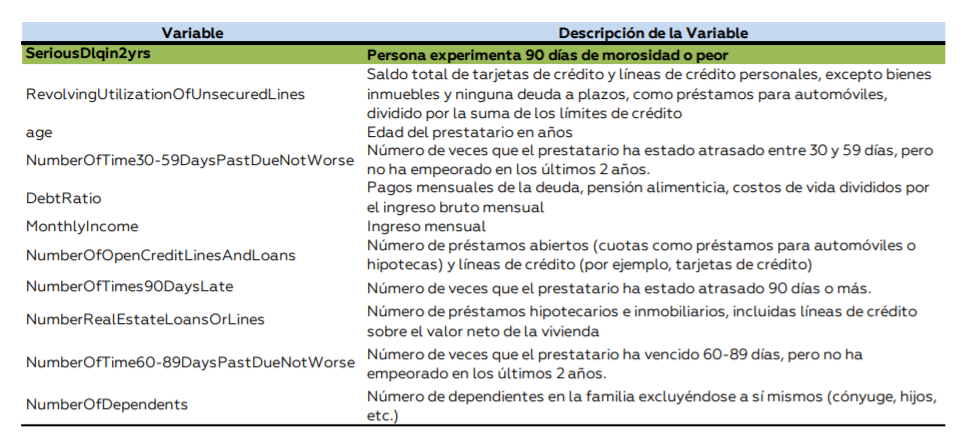 Variable Descripción de la Variable
SeriousDlqin2yrs Persona experimenta 90 días de morosidad o peor
Saldo total de tarjetas de crédito y líneas de crédito personales, excepto bienes
RevolvingUtilizationOfUnsecuredLines inmuebles y ninguna deuda a plazos, como préstamos para automóviles,
dividido por la suma de los límites de crédito
age Edad del prestatario en años
NumberOfTime30-59DaysPastDueNotWorse Número de veces que el prestatario ha estado atrasado entre 30 y 59 días, pero
no ha empeorado en los últimos 2 años.
DebtRatio Pagos mensuales de la deuda, pensión alimenticia, costos de vida divididos por
el ingreso bruto mensual
MonthlyIncome Ingreso mensual
NumberOfOpenCreditLinesAndLoans Número de préstamos abiertos (cuotas como préstamos para automóviles o
hipotecas) y líneas de crédito (por ejemplo, tarjetas de crédito)
NumberOfTimes90DaysLate Número de veces que el prestatario ha estado atrasado 90 días o más.
NumberRealEstateLoansOrLines Número de préstamos hipotecarios e inmobiliarios, incluidas líneas de crédito
sobre el valor neto de la vivienda
NumberOfTime60-89DaysPastDueNotWorse Número de veces que el prestatario ha vencido 60-89 días, pero no ha
empeorado en los últimos 2 años.
NumberOfDependents Número de dependientes en la familia excluyéndose a sí mismos (cónyuge, hijos,
etc.)